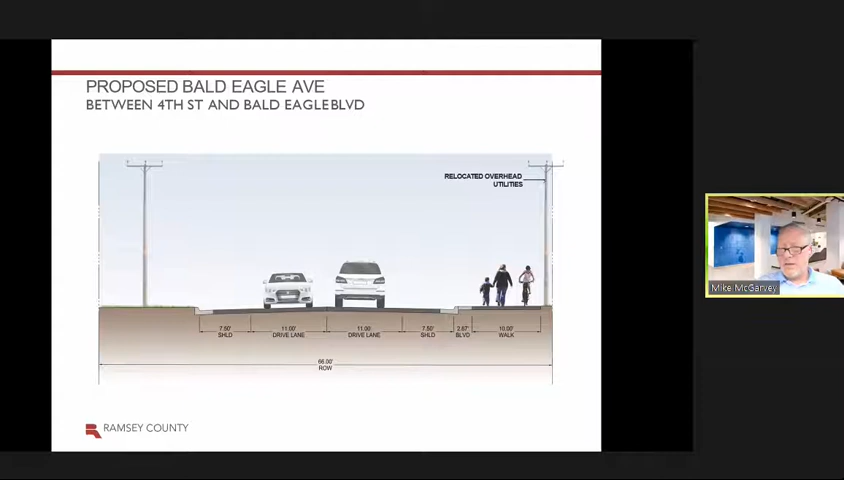 PROPOSED BALD EAGLE AVE
BETWEEN 4TH ST AND BALD EAGLE BLVD
RELOCATED OVERHEAD
UTILITIES
7.50'
SHLD
11.00'
DRIVE LANE
11.00'
DRIVE LANE
7.50'
SHLD
2.67'
BLVD
10.00'
WALK
66.00'
ROW
RAMSEY COUNTY
Mike McGarvey